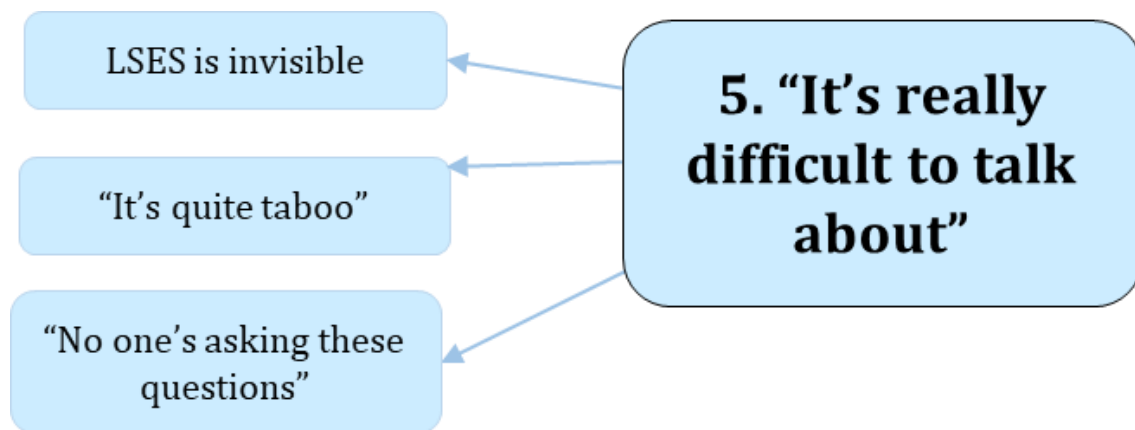 LSES is invisible
“It’s quite taboo”
“No one’s asking these
questions”
5. “It’s really
difficult to talk
about”